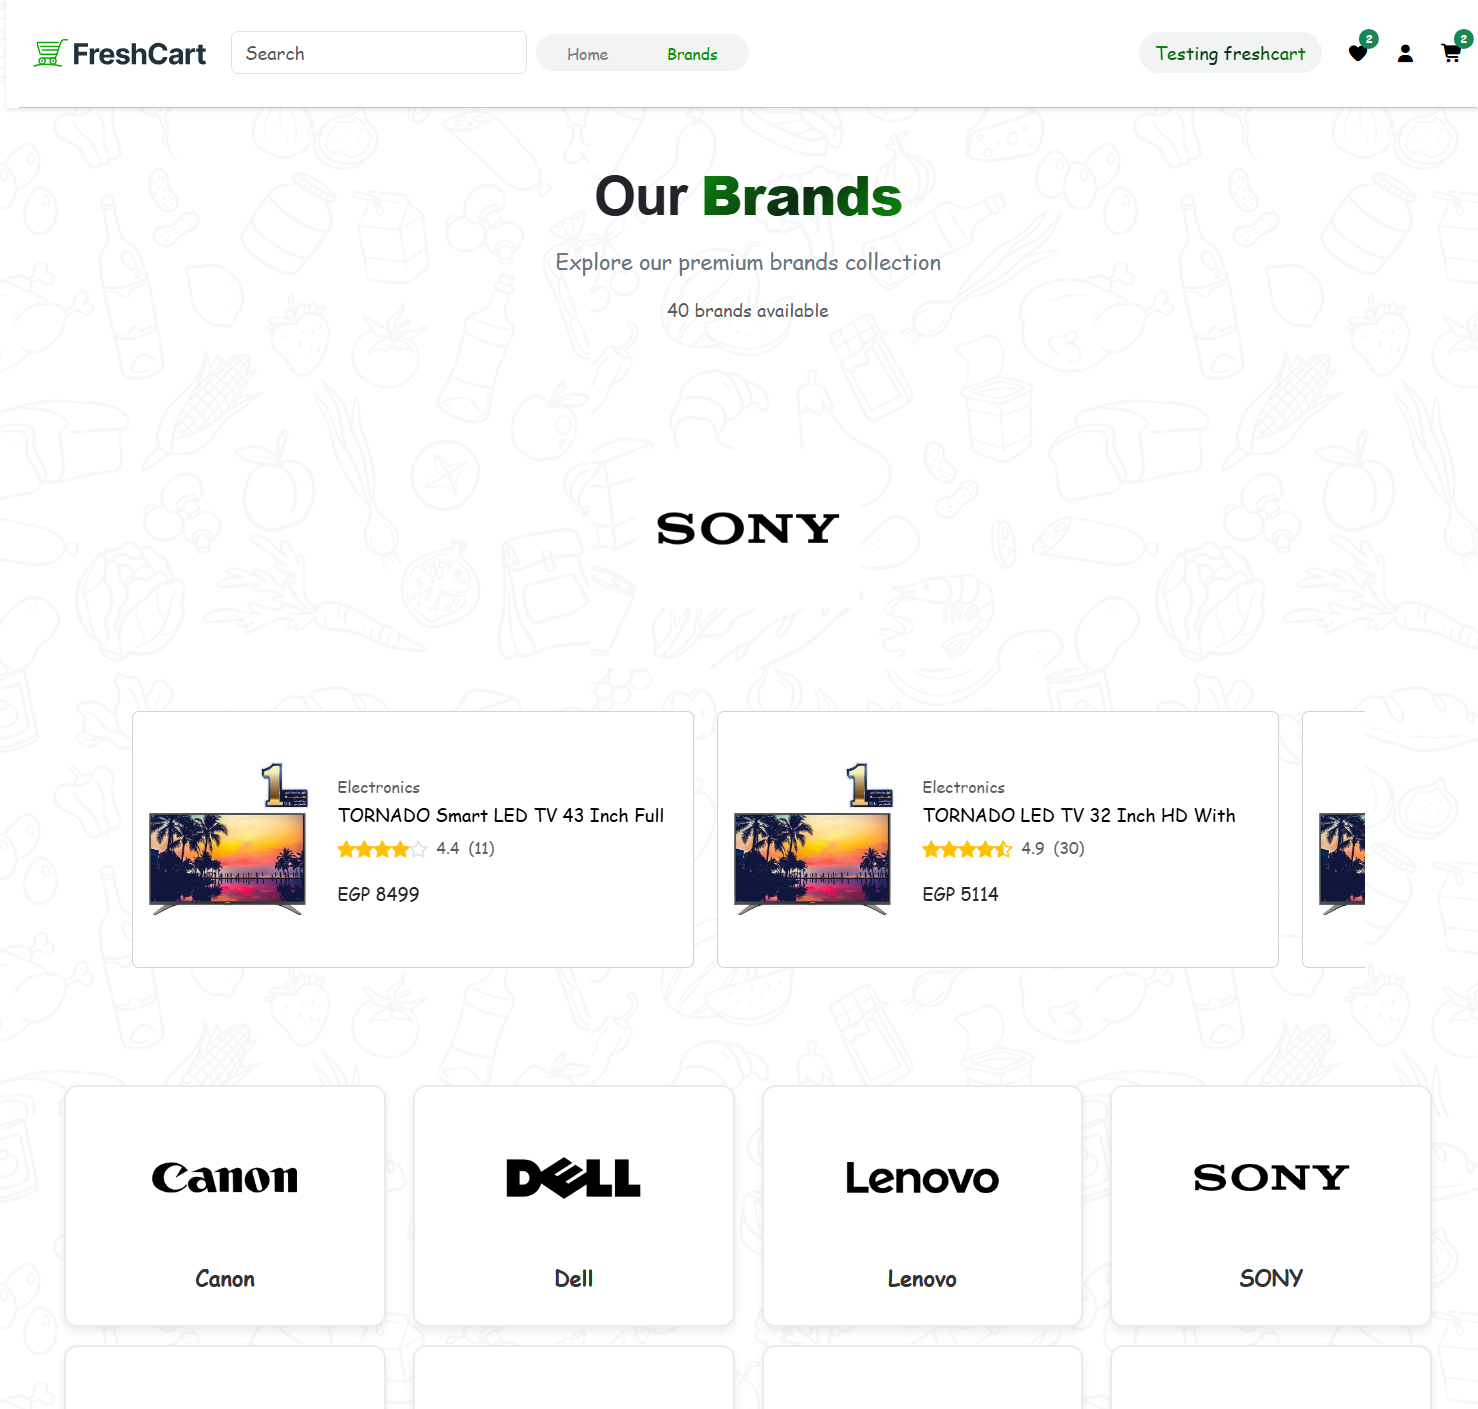 FreshCart
Search
Home
Brands
Testing freshcart
2
2
Our Brands
Explore our premium brands collection
40 brands available
SONY
1
Electronics
TORNADO Smart LED TV 43 Inch Full
4.4 (11)
EGP 8499
1
Electronics
TORNADO LED TV 32 Inch HD With
4.9 (30)
EGP 5114
Canon
DELL
Lenovo
SONY
Canon
Dell
Lenovo
SONY